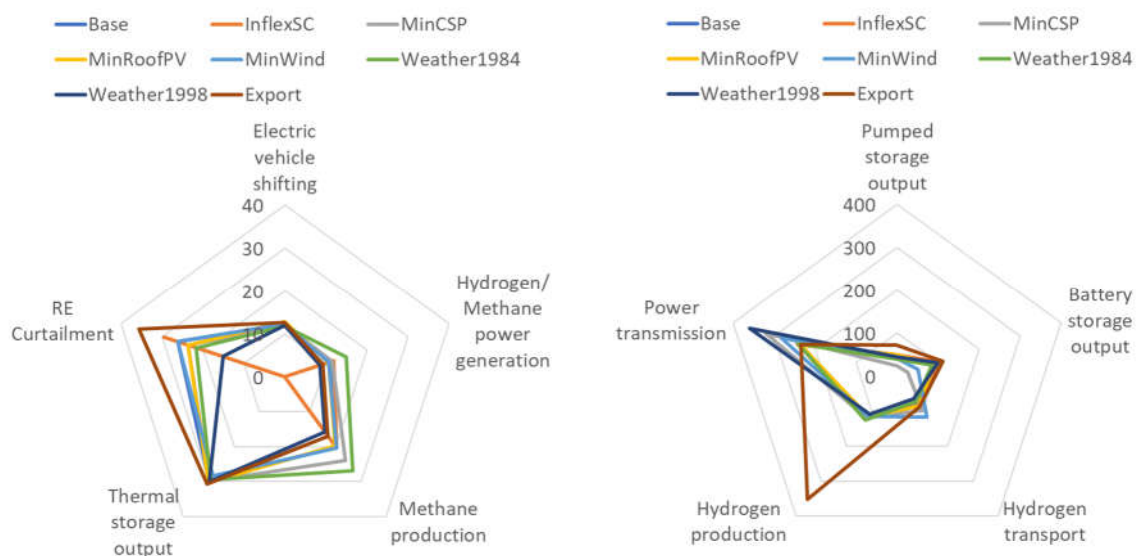 Base InflexSC MinCSP
MinRoofPV MinWind Weather1984
Weather1998 Export
Electric
vehicle
shifting
40
30
20
10
0
Hydrogen/
Methane
power
generation
RE
Curtailment
Thermal
storage
output
Methane
production
Base InflexSC MinCSP
MinRoofPV MinWind Weather1984
Weather1998 Export
Pumped
storage
output
400
300
200
100
0
Battery
storage
output
Power
transmission
Hydrogen
production
Hydrogen
transport